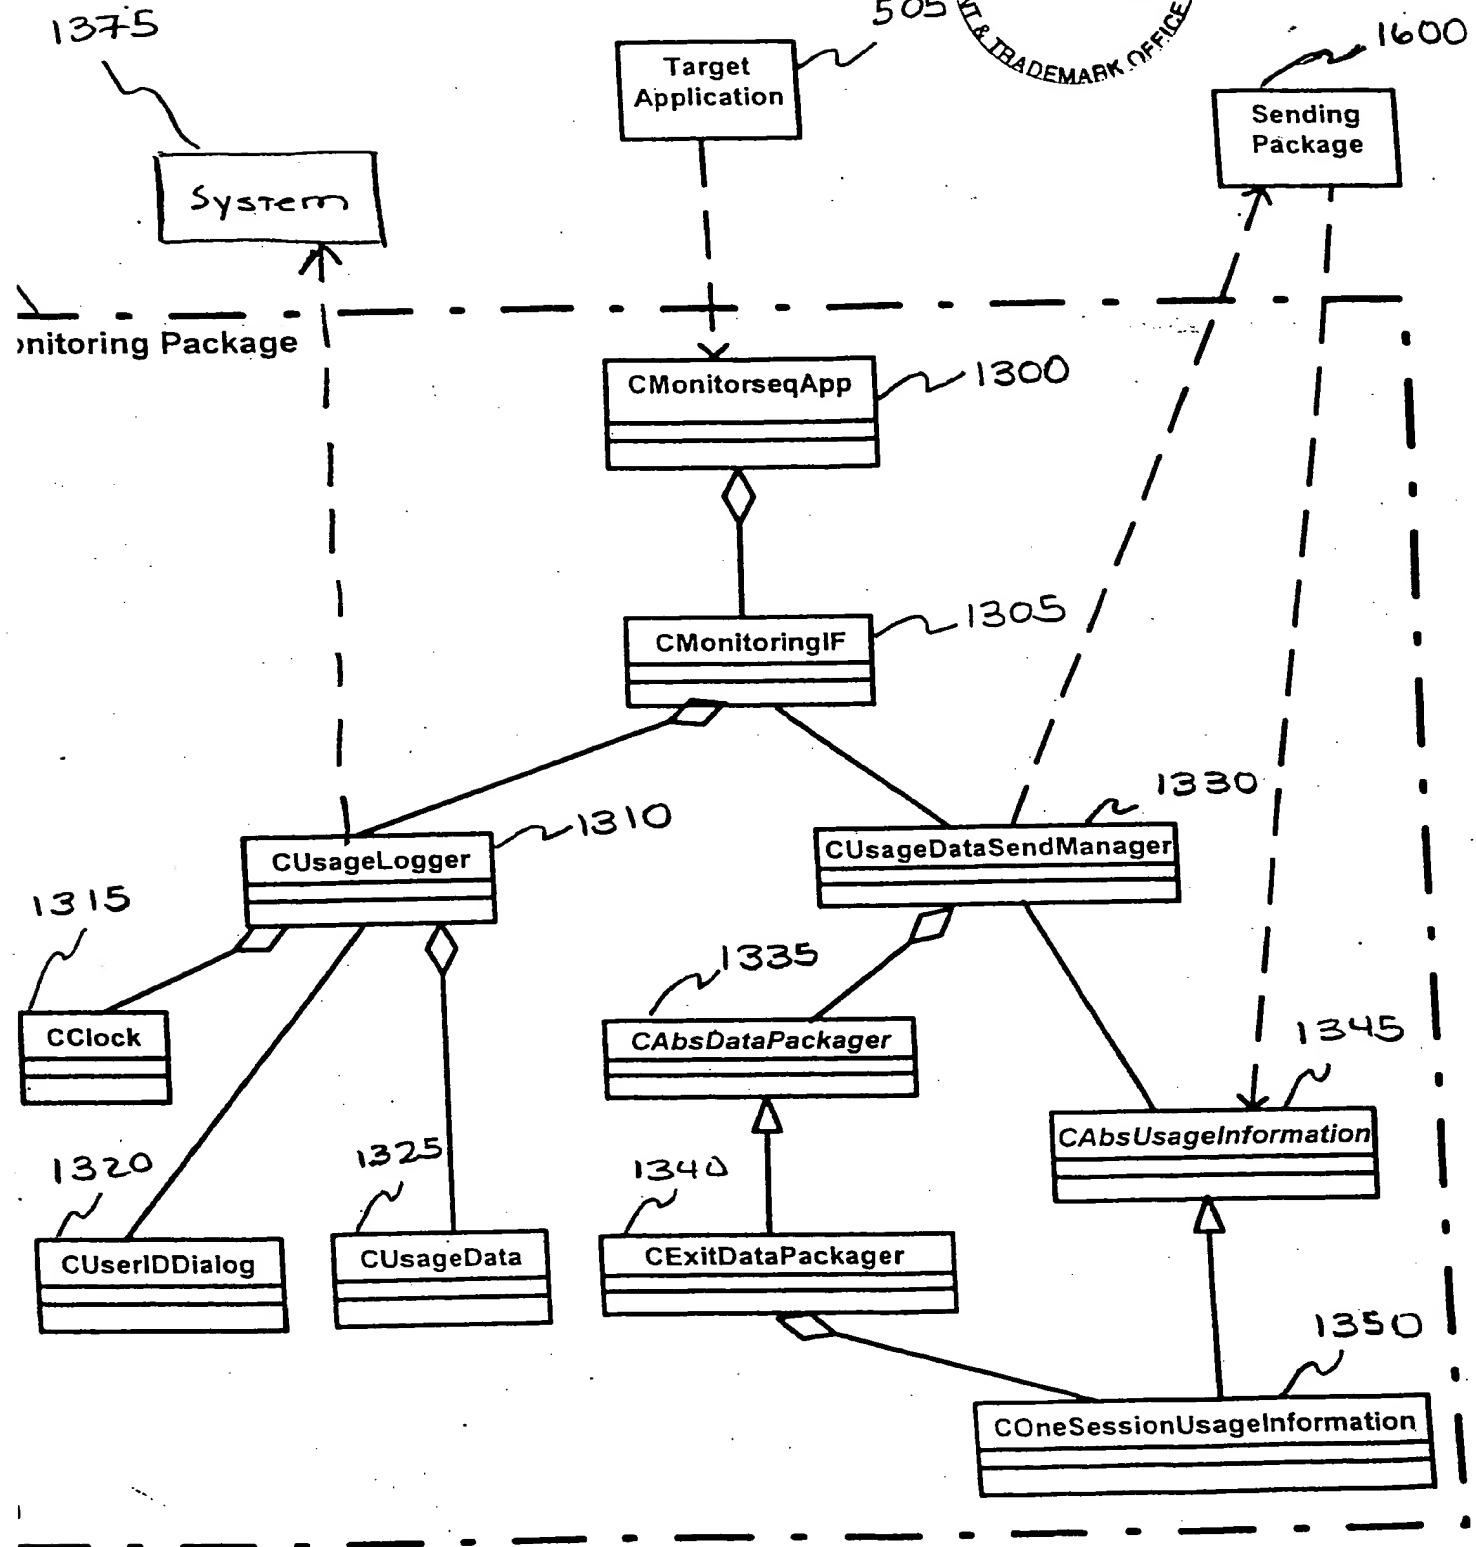 1375
505
NT & TRADEMARK OFFICE
1600
Target
Application
Sending
Package
System
onitoring Package
CMonitorseqApp
1300
CMonitoringIF
1305
1310
1330
CUsageLogger
CUsageDataSendManager
1315
1335
CClock
CAbsDataPackager
1345
CAbsUsageInformation
1320
1325
1340
CUserIDDialog
CUsageData
CExitDataPackager
1350
COneSessionUsageInformation